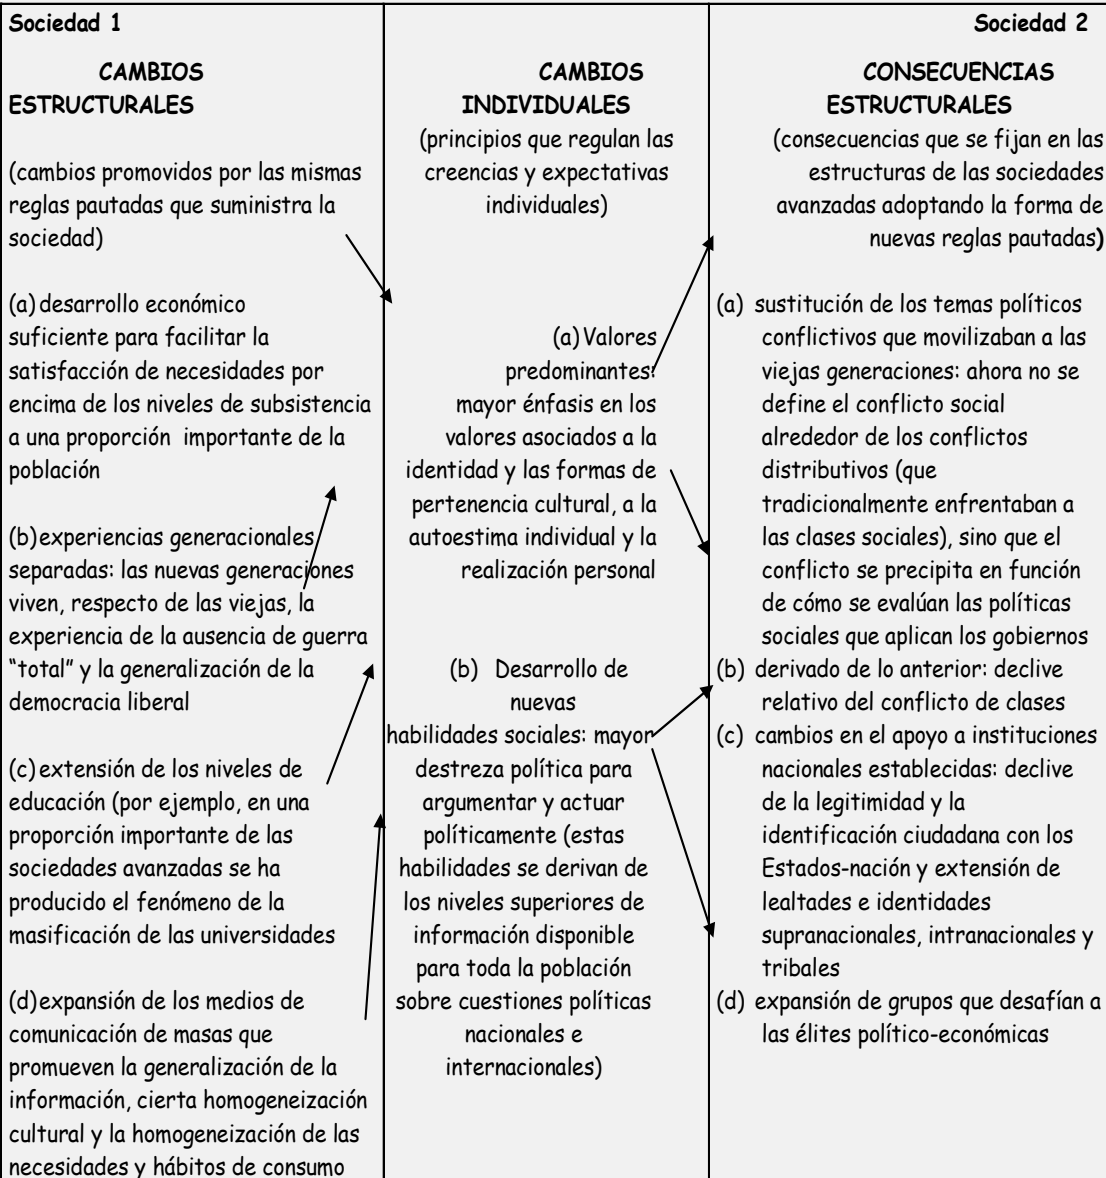 Sociedad 1
CAMBIOS
ESTRUCTURALES
(cambios promovidos por las mismas
reglas pautadas que suministra la
sociedad)
(a) desarrollo económico
suficiente para facilitar la
satisfacción de necesidades por
encima de los niveles de subsistencia
a una proporción importante de la
población
(b) experiencias generacionales
separadas: las nuevas generaciones
viven, respecto de las viejas, la
experiencia de la ausencia de guerra
“total” y la generalización de la
democracia liberal
(c) extensión de los niveles de
educación (por ejemplo, en una
proporción importante de las
sociedades avanzadas se ha
producido el fenómeno de la
masificación de las universidades
(d) expansión de los medios de
comunicación de masas que
promueven la generalización de la
información, cierta homogeneización
cultural y la homogeneización de las
necesidades y hábitos de consumo
CAMBIOS
INDIVIDUALES
(principios que regulan las
creencias y expectativas
individuales)
(a) Valores
predominantes:
mayor énfasis en los
valores asociados a la
identidad y las formas de
pertenencia cultural, a la
autoestima individual y la
realización personal
(b) Desarrollo de
nuevas
habilidades sociales: mayor
destreza política para
argumentar y actuar
políticamente (estas
habilidades se derivan de
los niveles superiores de
información disponible
para toda la población
sobre cuestiones políticas
nacionales e
internacionales)
Sociedad 2
CONSECUENCIAS
ESTRUCTURALES
(consecuencias que se fijan en las
estructuras de las sociedades
avanzadas adoptando la forma de
nuevas reglas pautadas)
(a) sustitución de los temas políticos
conflictivos que movilizaban a las
viejas generaciones: ahora no se
define el conflicto social
alrededor de los conflictos
distributivos (que
tradicionalmente enfrentaban a
las clases sociales), sino que el
conflicto se precipita en función
de cómo se evalúan las políticas
sociales que aplican los gobiernos
(b) derivado de lo anterior: declive
relativo del conflicto de clases
(c) cambios en el apoyo a instituciones
nacionales establecidas: declive
de la legitimidad y la
identificación ciudadana con los
Estados-nación y extensión de
lealtades e identidades
supranacionales, intranacionales y
tribales
(d) expansión de grupos que desafían a
las élites político-económicas